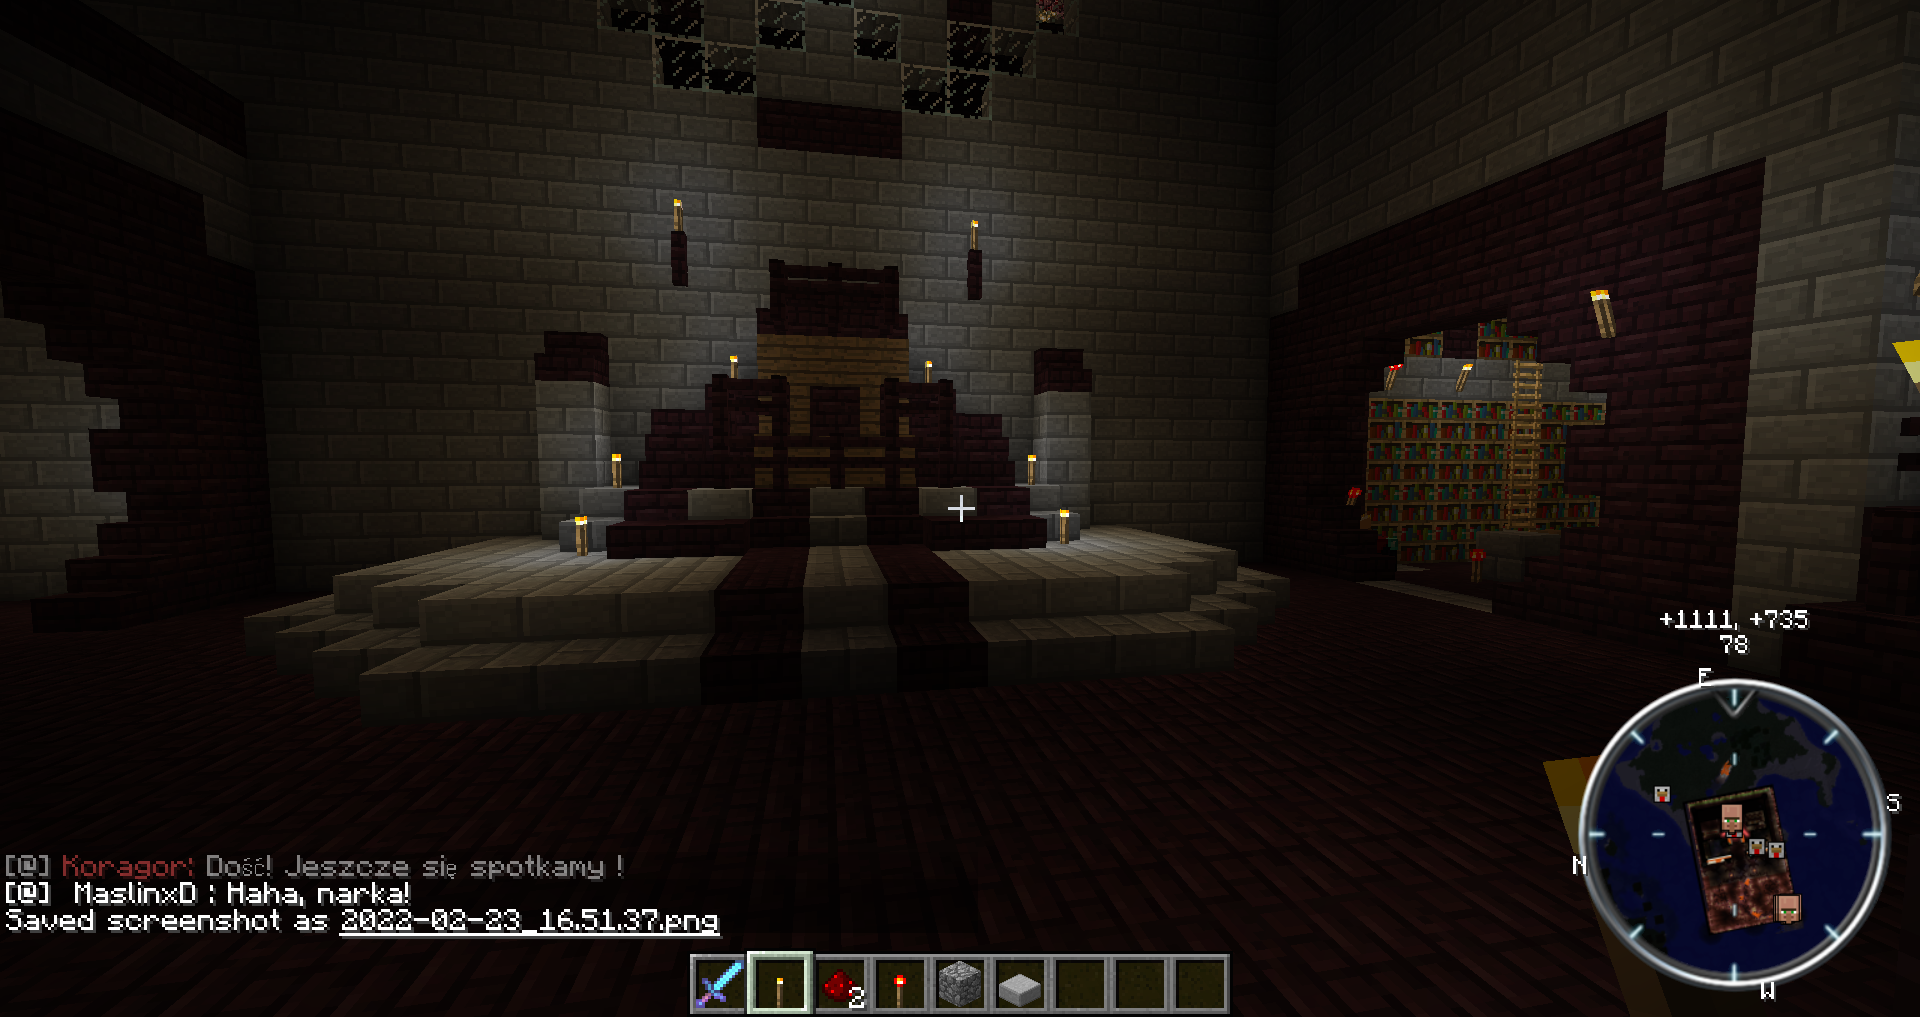 +1111, +735
78
E
S
N
W
[@] Koragor: Dość! Jeszcze się spotkamy !
[@]  MaslinxD : Haha, narka!
Saved screenshot as 2022-02-23_16.51.37.png
2